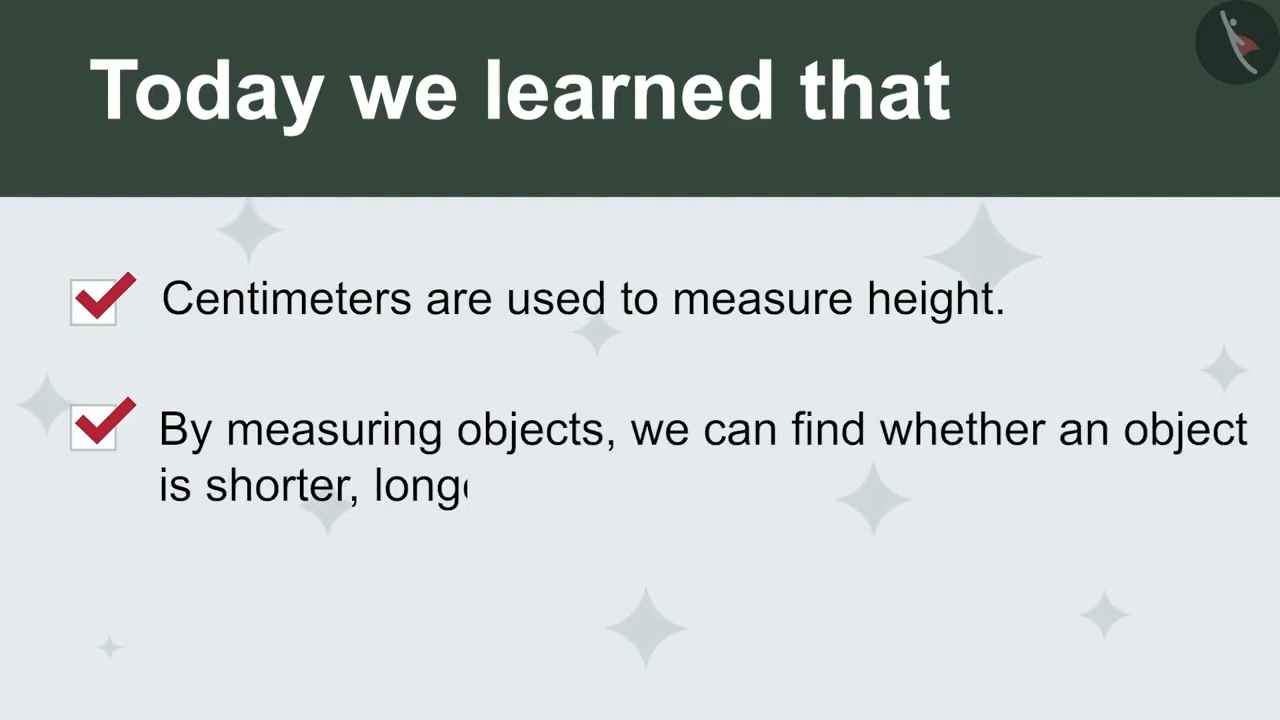 Today we learned that
Centimeters are used to measure height.
By measuring objects, we can find whether an object
is shorter,